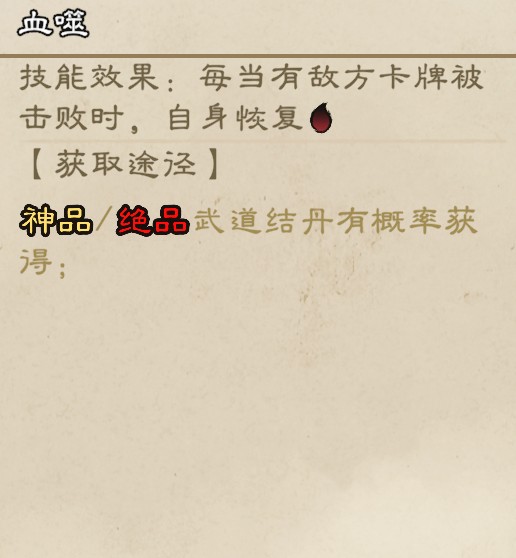 血噬
技能效果：每当有敌方卡牌被
击败时，自身恢复
【获取途径】
神品/绝品武道结丹有概率获
得；